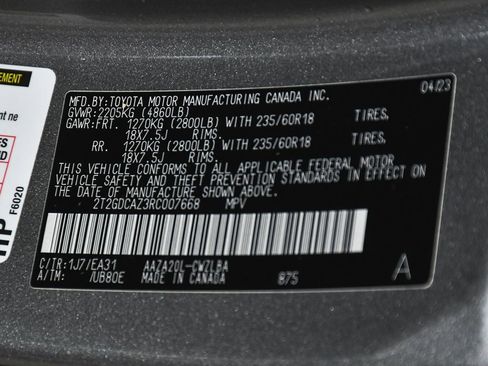 EMENT
nt ne
F6020
MFD.BY:TOYOTA MOTOR MANUFACTURING CANADA INC. 04/23
GVWR:2205KG (4860LB)
GAWR:FRT. 1270KG (2800LB) WITH 235/60R18 TIRES.
18X7.5J RIMS.
RR. 1270KG (2800LB) WITH 235/60R18 TIRES.
18X7.5J RIMS.
THIS VEHICLE CONFORMS TO ALL APPLICABLE FEDERAL MOTOR
VEHICLE SAFETY AND THEFT PREVENTION STANDARDS IN EFFECT ON
THE DATE OF MANUFACTURE SHOWN ABOVE.
2T2GDCAZ3RC007668 MPV
C/TR:1J7/EA31 AAZA20L-CWZLBA
A/TM: /UB80E MADE IN CANADA 875 A